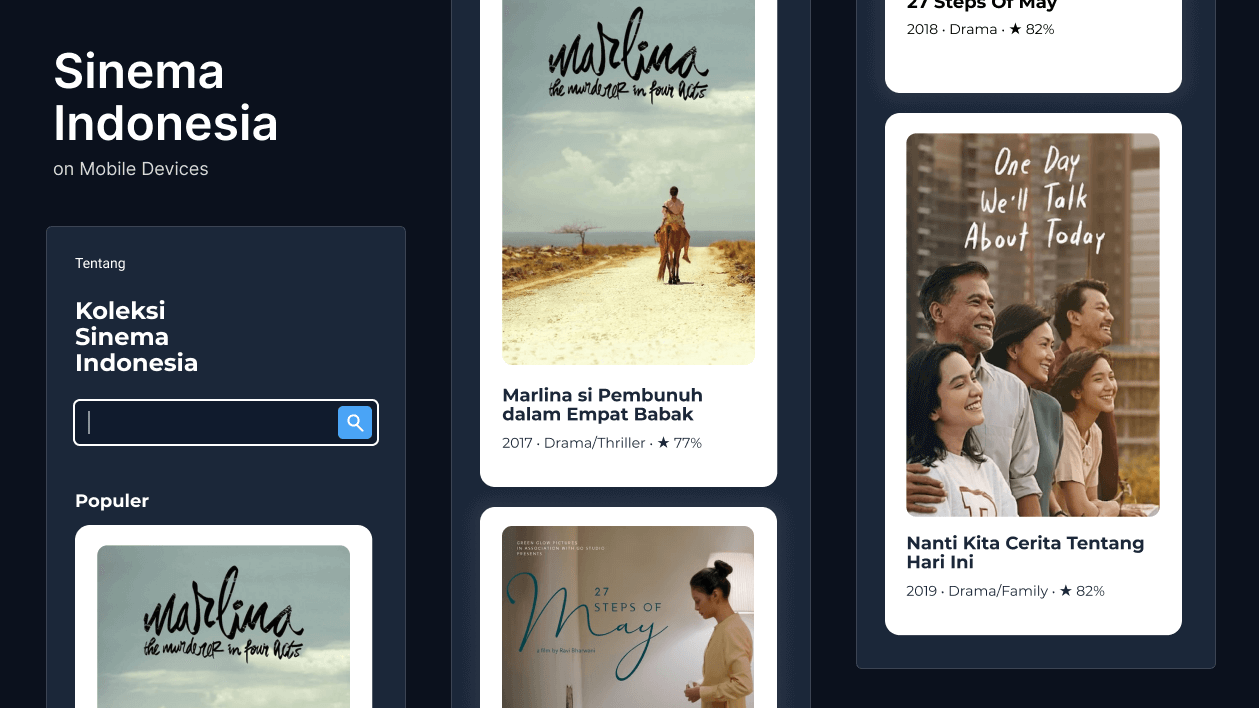 Sinema
Indonesia
on Mobile Devices
Tentang
Koleksi
Sinema
Indonesia
Populer
marlina
the murderer in four Acts
marlina
the murderer in four Acts
Marlina si Pembunuh
dalam Empat Babak
2017 · Drama/Thriller · ★ 77%
GREEN GLOW PICTURES
IN ASSOCIATION WITH GO STUDIO
PRESENTS
27
STEPS OF
May
a film by Ravi Bharwani
27 Steps Of May
2018 · Drama · ★ 82%
One Day
We'll Talk
About Today
Nanti Kita Cerita Tentang
Hari Ini
2019 · Drama/Family · ★ 82%